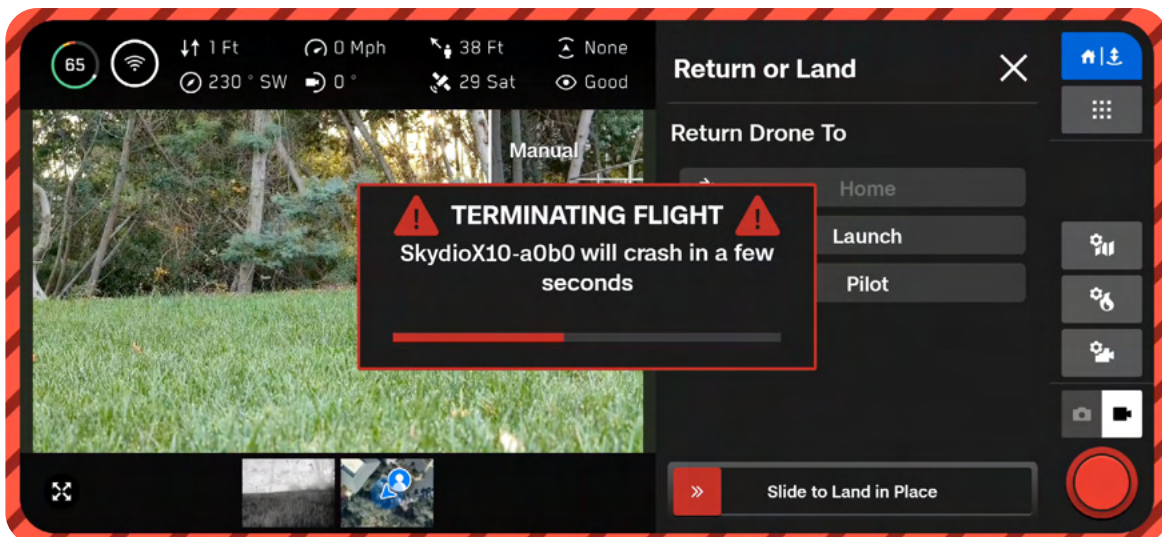 65
1 Ft
0 Mph
38 Ft
None
230 ° SW
0 °
29 Sat
Good
Manual
Return or Land
Return Drone To
Home
Launch
Pilot
TERMINATING FLIGHT
SkydioX10-a0b0 will crash in a few
seconds
Slide to Land in Place